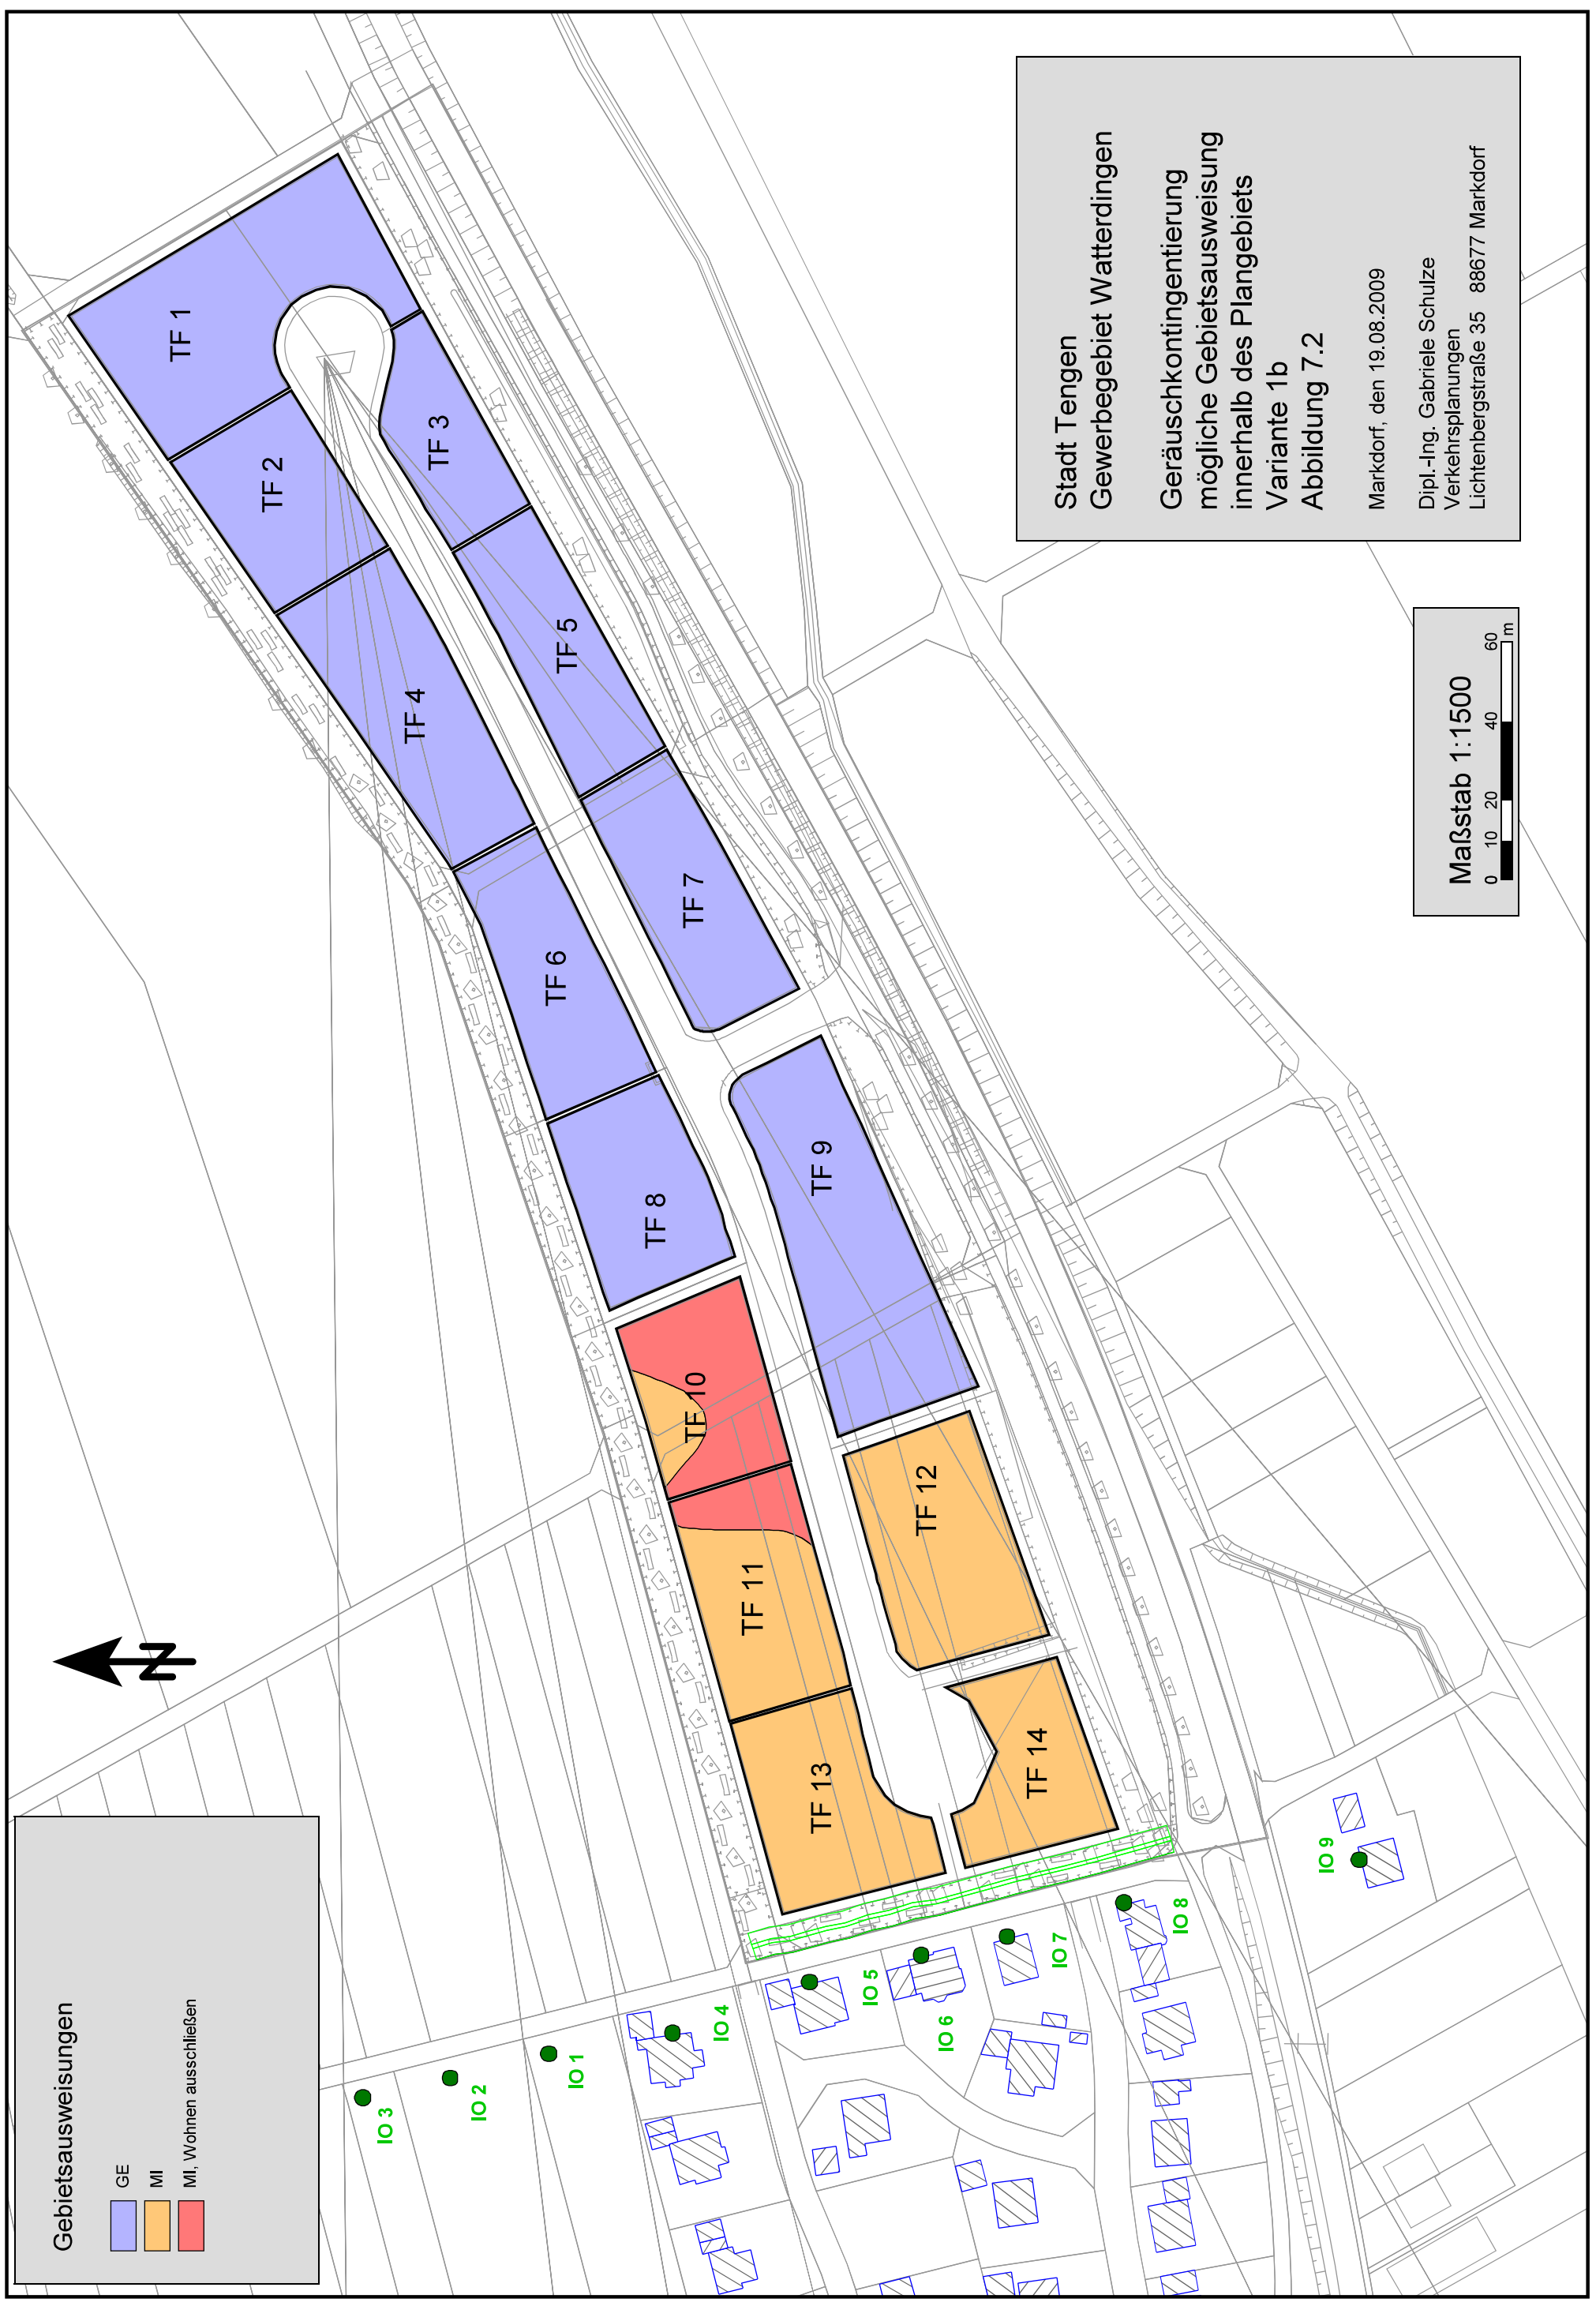 Gebietsausweisungen
GE
MI
MI, Wohnen ausschließen
IO 3
IO 2
IO 1
IO 4
IO 5
IO 6
IO 7
IO 8
IO 9
N
TF 13
TF 14
TF 11
TF 12
TF 10
TF 9
TF 8
TF 6
TF 7
TF 4
TF 5
TF 2
TF 3
TF 1
Maßstab 1:1500
0 10 20 40 60
m
Stadt Tengen
Gewerbegebiet Watterdingen
Geräuschkontingentierung
mögliche Gebietsausweisung
innerhalb des Plangebiets
Variante 1b
Abbildung 7.2
Markdorf, den 19.08.2009
Dipl.-Ing. Gabriele Schulze
Verkehrsplanungen
Lichtenbergstraße 35 88677 Markdorf